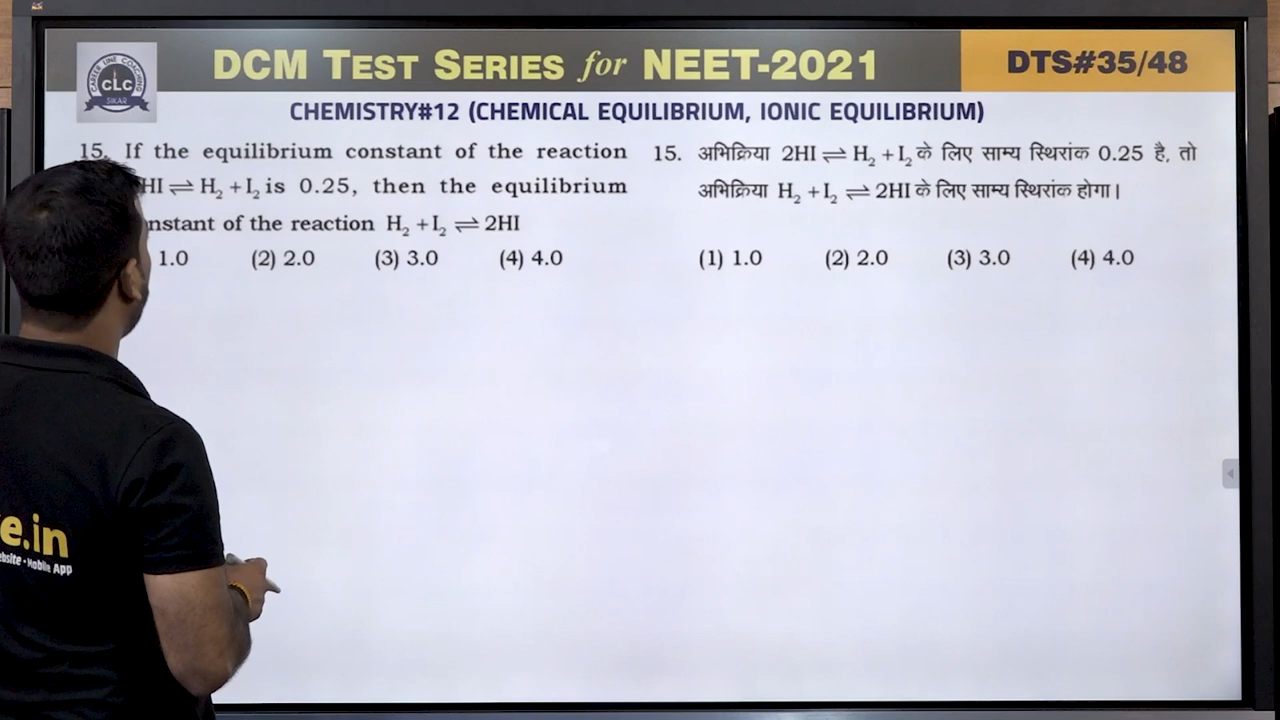 DCM TEST SERIES for NEET-2021
DTS#35/48
CAREER LINE COACHING
CLC
SIKAR
CHEMISTRY#12 (CHEMICAL EQUILIBRIUM, IONIC EQUILIBRIUM)
15. If the equilibrium constant of the reaction
HI ⇌ H₂ + I₂ is 0.25, then the equilibrium
nstant of the reaction H₂ + I₂ ⇌ 2HI
1.0 (2) 2.0 (3) 3.0 (4) 4.0
15. अभिक्रिया 2HI ⇌ H₂ + I₂ के लिए साम्य स्थिरांक 0.25 है, तो
अभिक्रिया H₂ + I₂ ⇌ 2HI के लिए साम्य स्थिरांक होगा।
(1) 1.0 (2) 2.0 (3) 3.0 (4) 4.0
e.in
ebsite • Mobile App